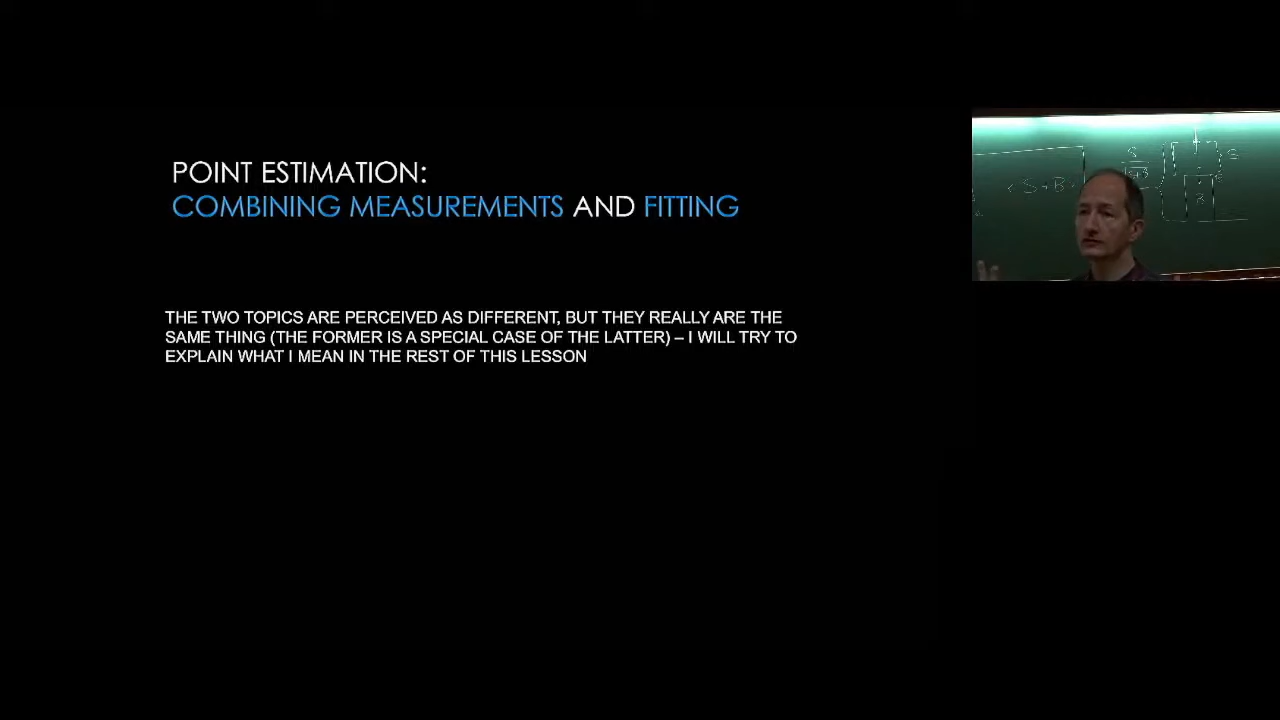 POINT ESTIMATION:
COMBINING MEASUREMENTS AND FITTING
THE TWO TOPICS ARE PERCEIVED AS DIFFERENT, BUT THEY REALLY ARE THE
SAME THING (THE FORMER IS A SPECIAL CASE OF THE LATTER) – I WILL TRY TO
EXPLAIN WHAT I MEAN IN THE REST OF THIS LESSON
S+B
S
B